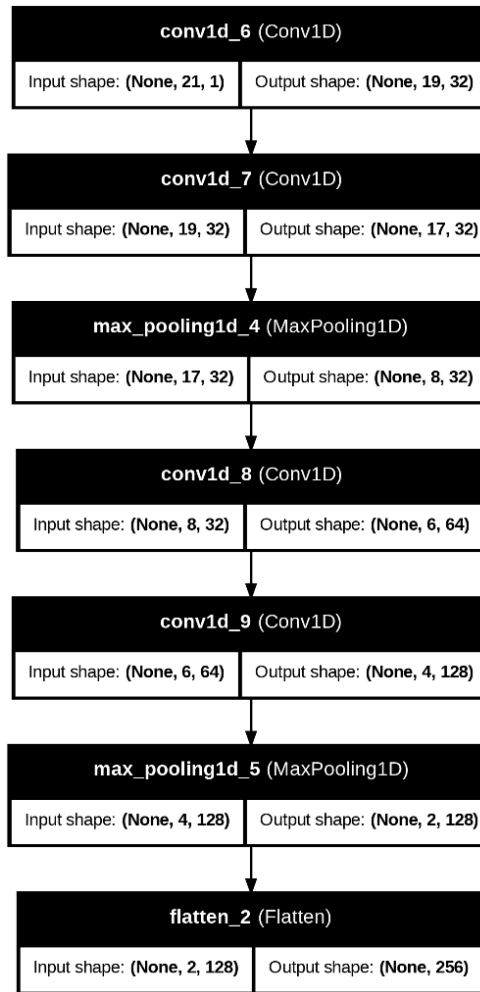 conv1d_6 (Conv1D)
Input shape: (None, 21, 1) Output shape: (None, 19, 32)
conv1d_7 (Conv1D)
Input shape: (None, 19, 32) Output shape: (None, 17, 32)
max_pooling1d_4 (MaxPooling1D)
Input shape: (None, 17, 32) Output shape: (None, 8, 32)
conv1d_8 (Conv1D)
Input shape: (None, 8, 32) Output shape: (None, 6, 64)
conv1d_9 (Conv1D)
Input shape: (None, 6, 64) Output shape: (None, 4, 128)
max_pooling1d_5 (MaxPooling1D)
Input shape: (None, 4, 128) Output shape: (None, 2, 128)
flatten_2 (Flatten)
Input shape: (None, 2, 128) Output shape: (None, 256)